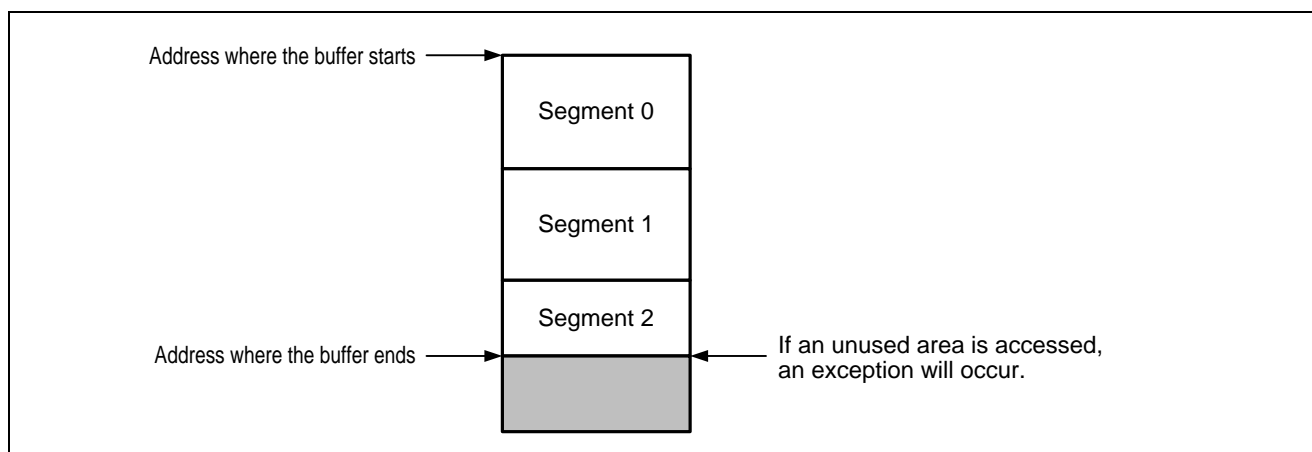 Address where the buffer starts
Segment 0
Segment 1
Segment 2
Address where the buffer ends
If an unused area is accessed,
an exception will occur.